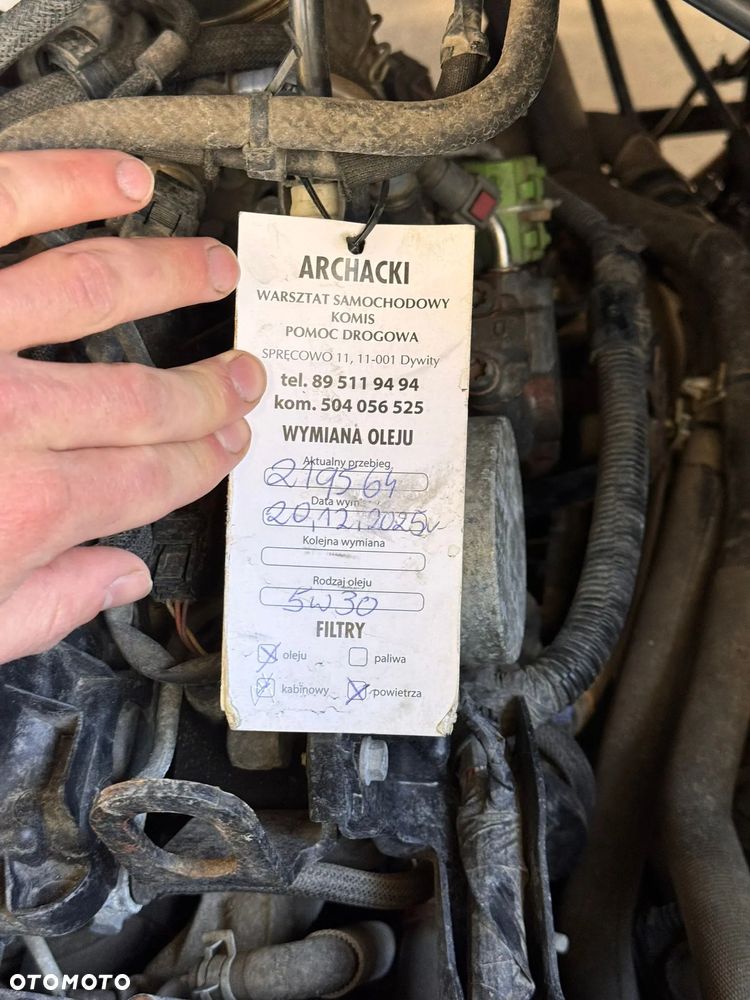 ARCHACKI
WARSZTAT SAMOCHODOWY
KOMIS
POMOC DROGOWA
SPRĘCOWO 11, 11-001 Dywity
tel. 89 511 94 94
kom. 504 056 525
WYMIANA OLEJU
Aktualny przebieg
219564
Data wym
20,12,2025r
Kolejna wymiana
Rodzaj oleju
5w30
FILTRY
oleju paliwa
kabinowy powietrza
OTOMOTO